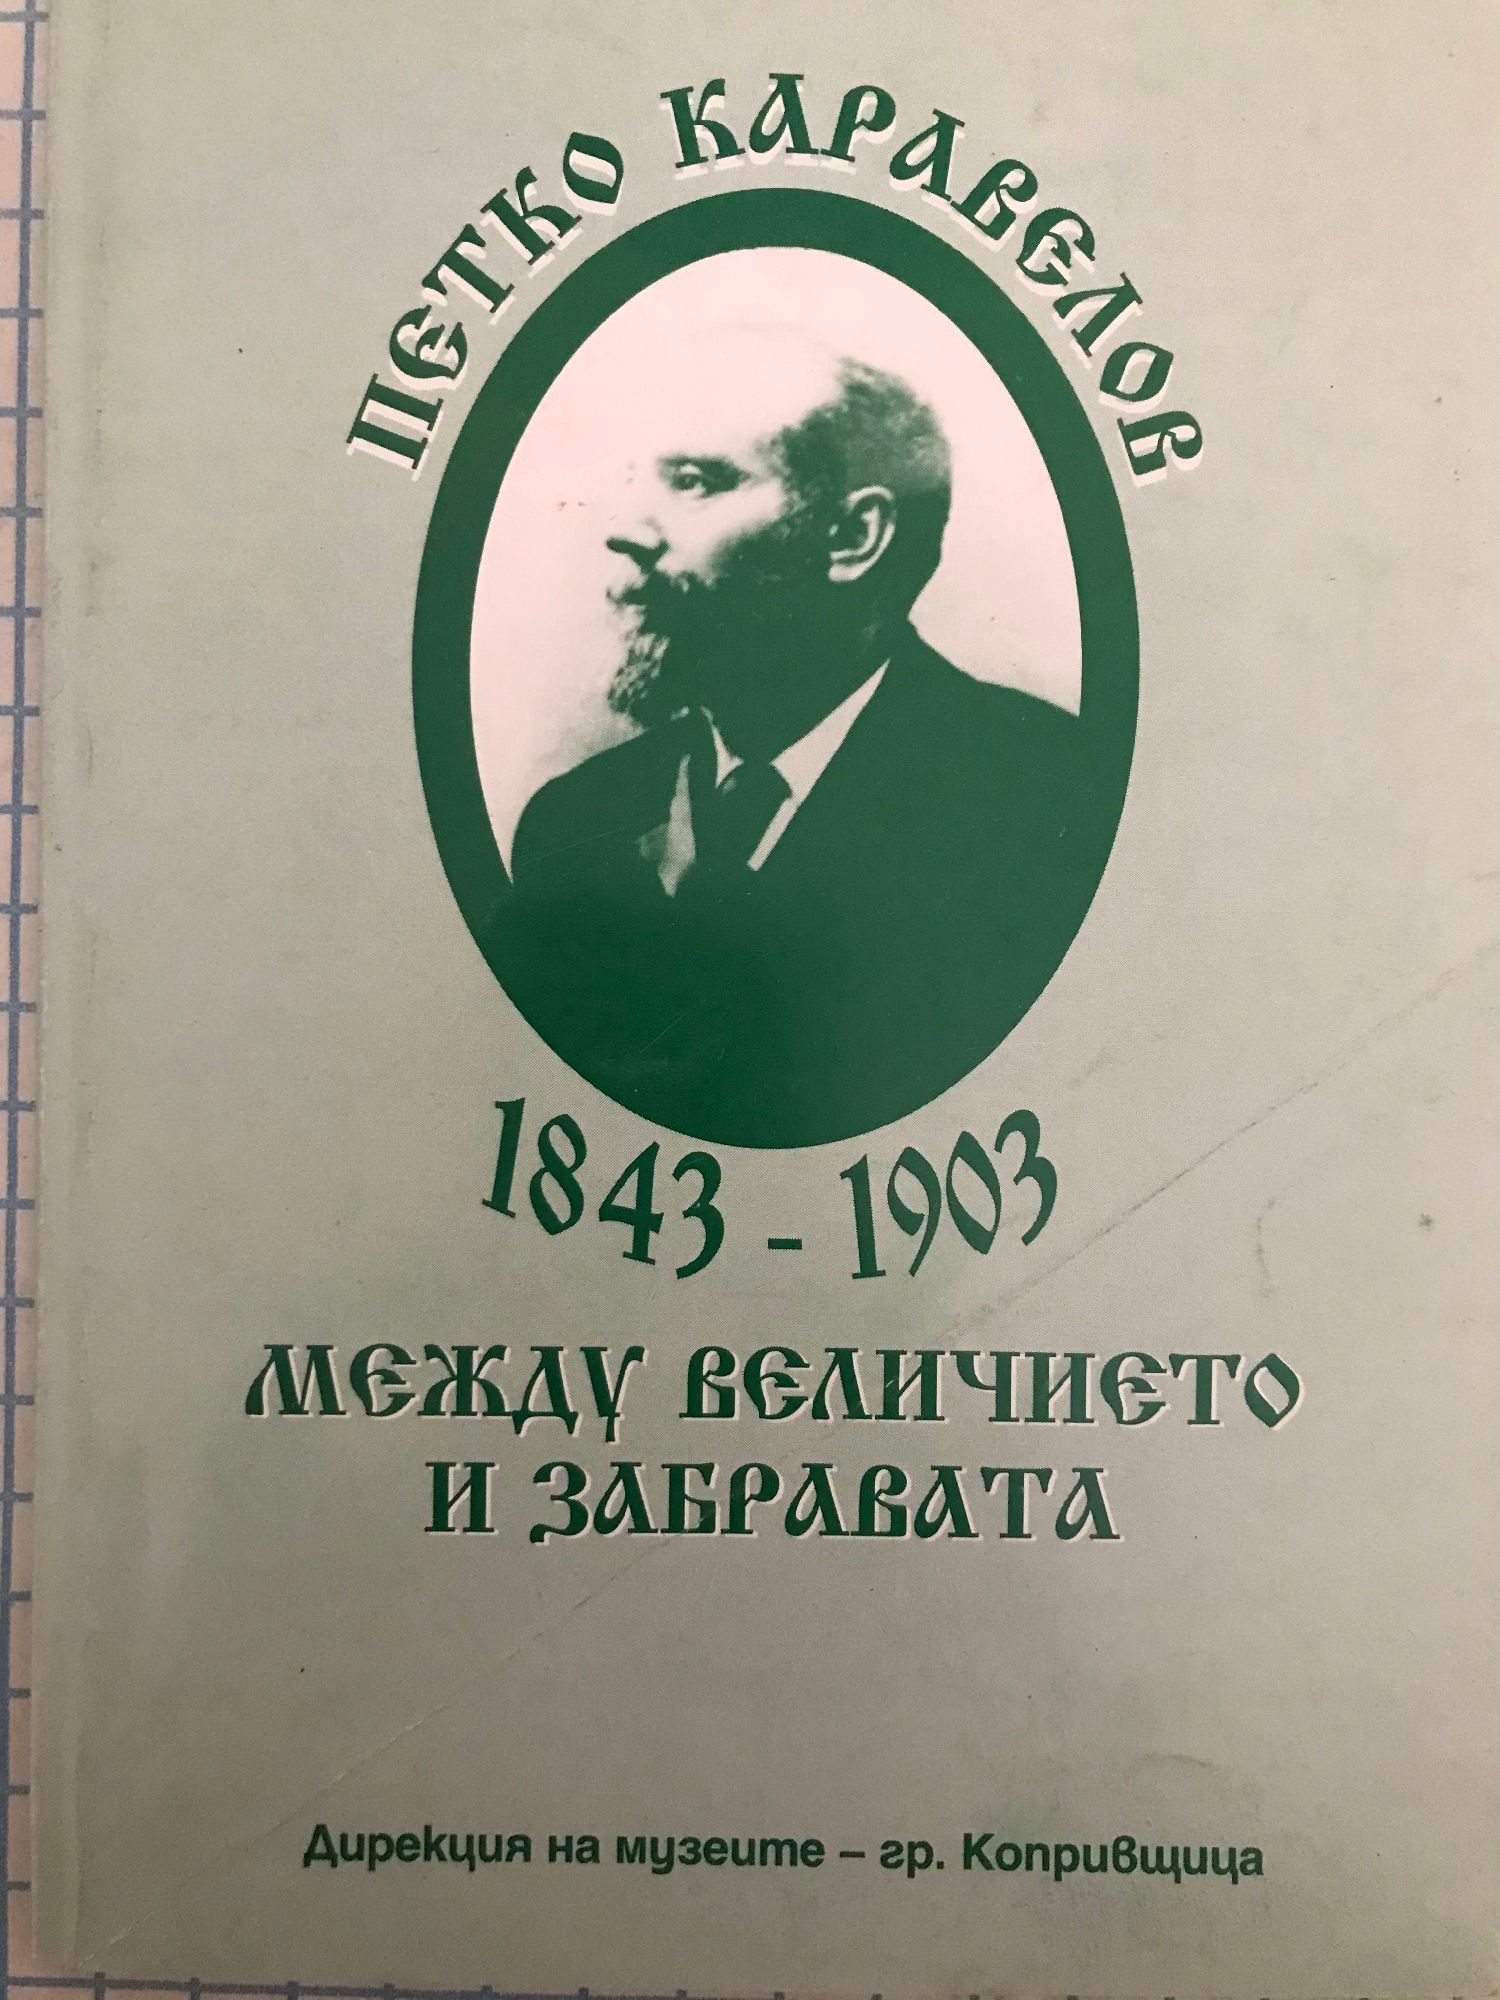 ПЕТКО КАРАВЕЛОВ
1843 - 1903
МЕЖДУ ВЕЛИЧИЕТО
И ЗАБРАВАТА
Дирекция на музеите – гр. Копривщица